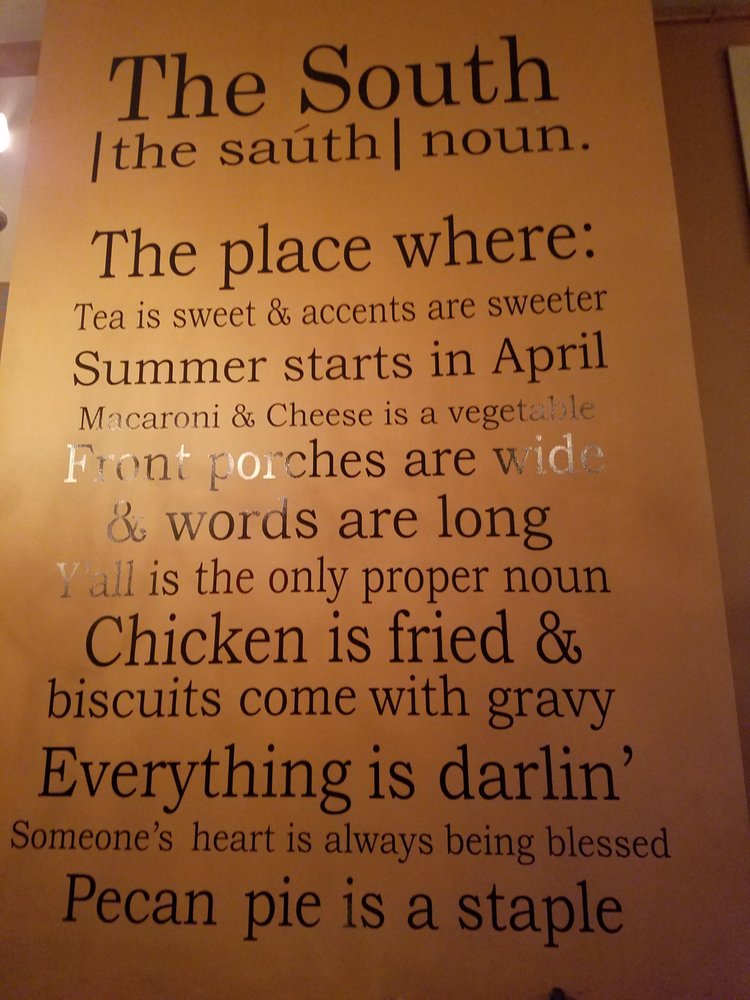 The South
|the saúth| noun.
The place where:
Tea is sweet & accents are sweeter
Summer starts in April
Macaroni & Cheese is a vegetable
Front porches are wide
& words are long
Y'all is the only proper noun
Chicken is fried &
biscuits come with gravy
Everything is darlin'
Someone's heart is always being blessed
Pecan pie is a staple